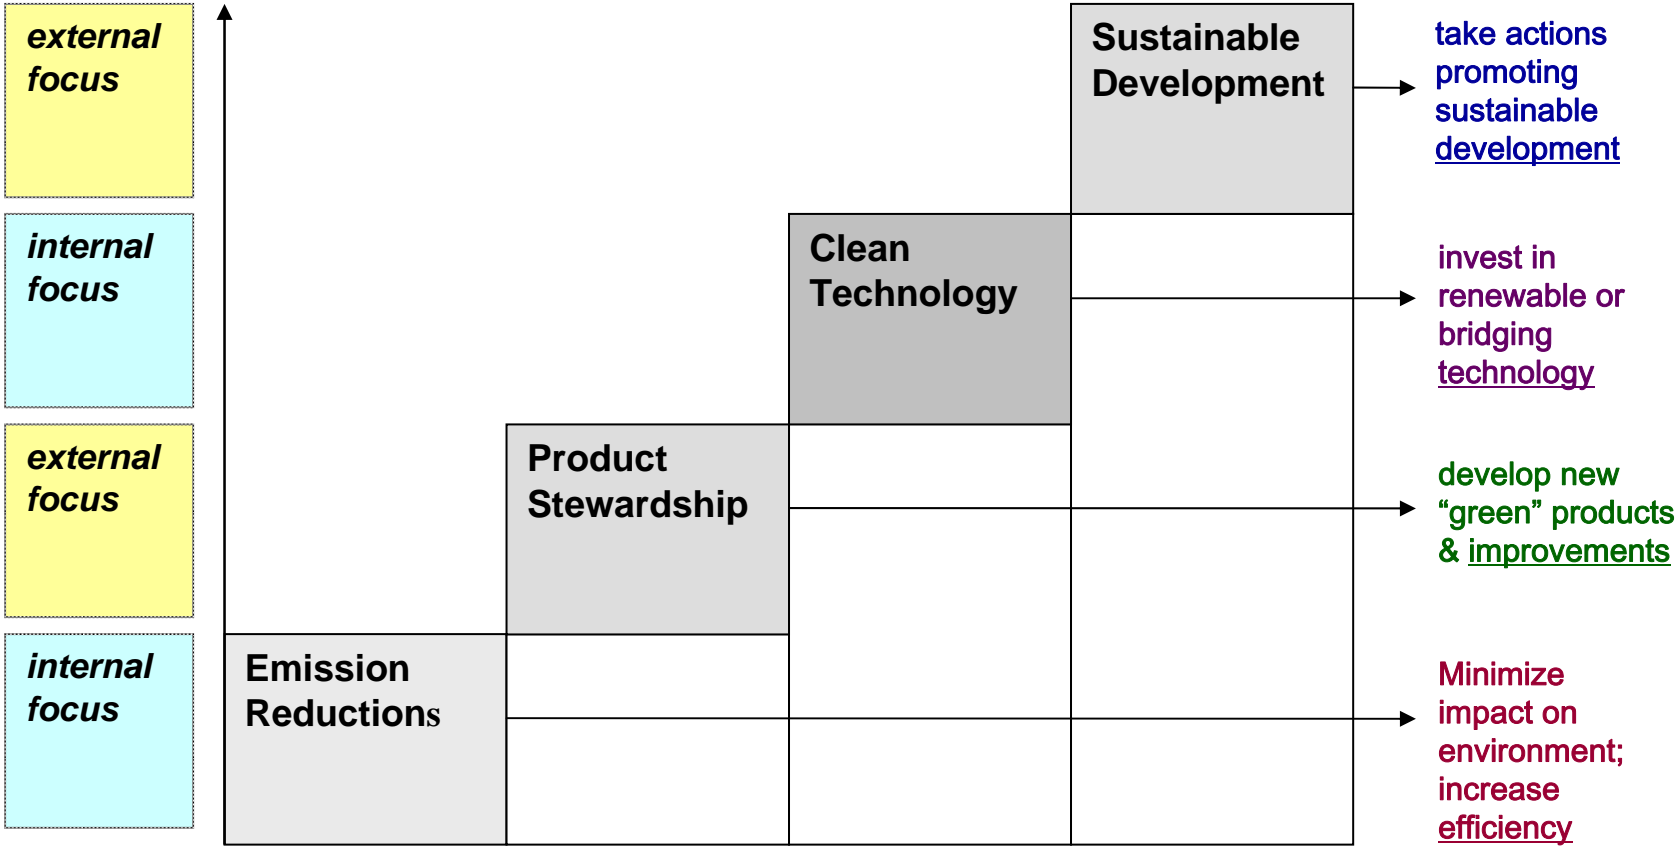 external
focus
Sustainable
Development
take actions
promoting
sustainable
development
internal
focus
Clean
Technology
invest in
renewable or
bridging
technology
external
focus
Product
Stewardship
develop new
“green” products
& improvements
internal
focus
Emission
Reductions
Minimize
impact on
environment;
increase
efficiency